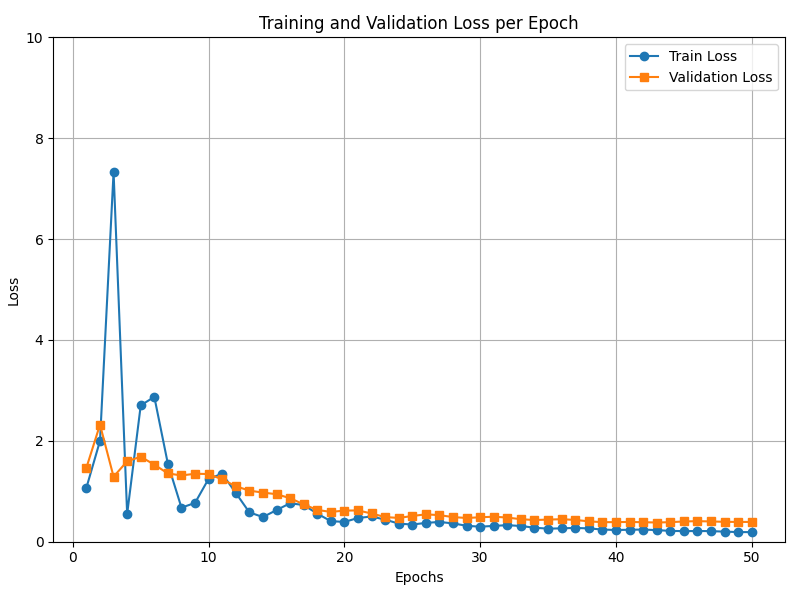 Training and Validation Loss per Epoch
10
8
6
4
2
0
Loss
Train Loss
Validation Loss
0 10 20 30 40 50
Epochs